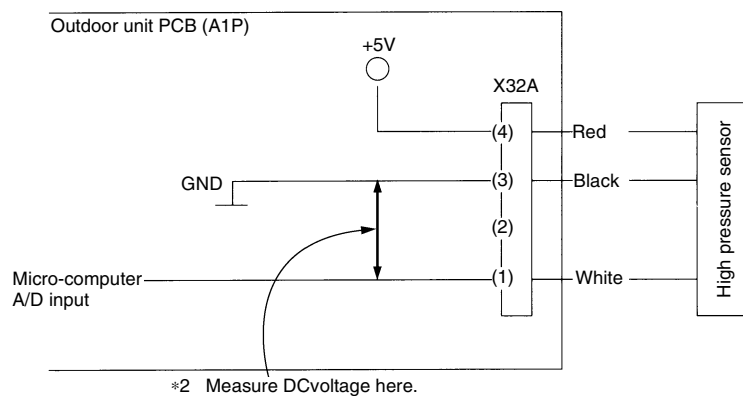 Outdoor unit PCB (A1P)
+5V
X32A
(4)
Red
GND
(3)
Black
(2)
Micro-computer
A/D input
(1)
White
High pressure sensor
*2 Measure DCvoltage here.